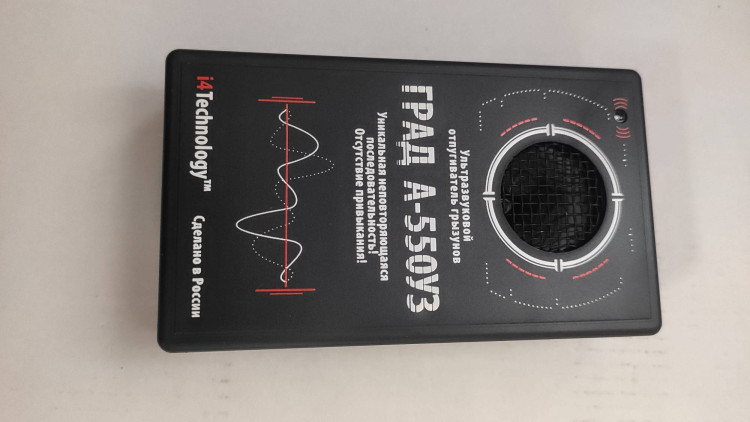 Ультразвуковой
отпугиватель грызунов
ГРАД А-550УЗ
Уникальная неповторяющаяся
последовательность!
Отсутствие привыкания!
i4Technology™
Сделано в России